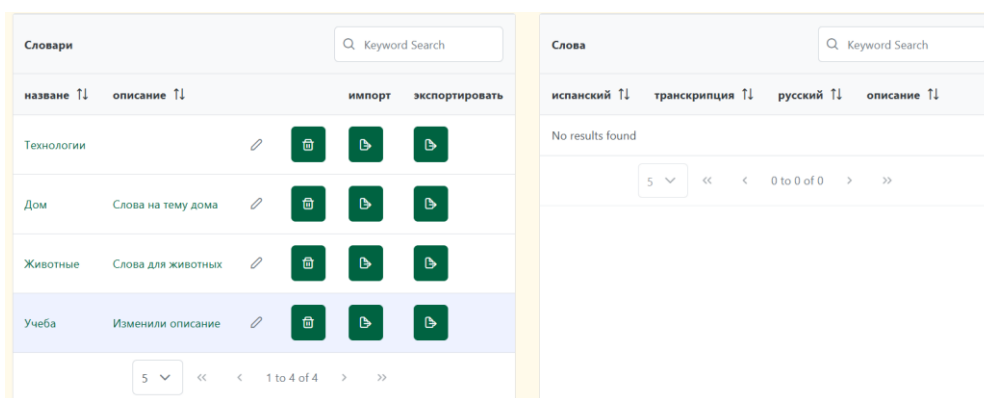 Словари
Keyword Search
назване описание импорт экспортировать
Технологии
Дом Слова на тему дома
Животные Слова для животных
Учеба Изменили описание
5 << < 1 to 4 of 4 > >>
Слова
Keyword Search
испанский транскрипция русский описание
No results found
5 << < 0 to 0 of 0 > >>